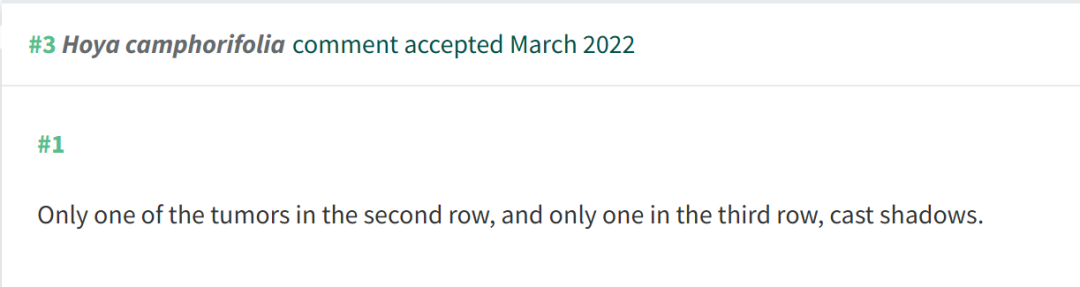 #3 Hoya camphorifolia comment accepted March 2022
#1
Only one of the tumors in the second row, and only one in the third row, cast shadows.